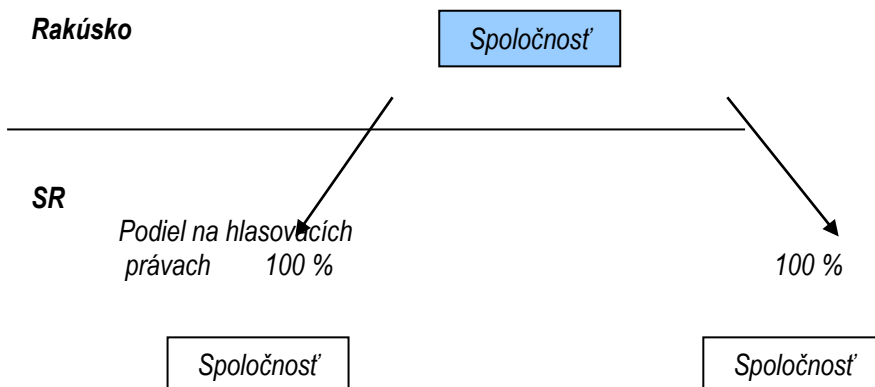 Rakúsko
Spoločnosť
SR
Podiel na hlasovacích
právach 100 %
100 %
Spoločnosť
Spoločnosť